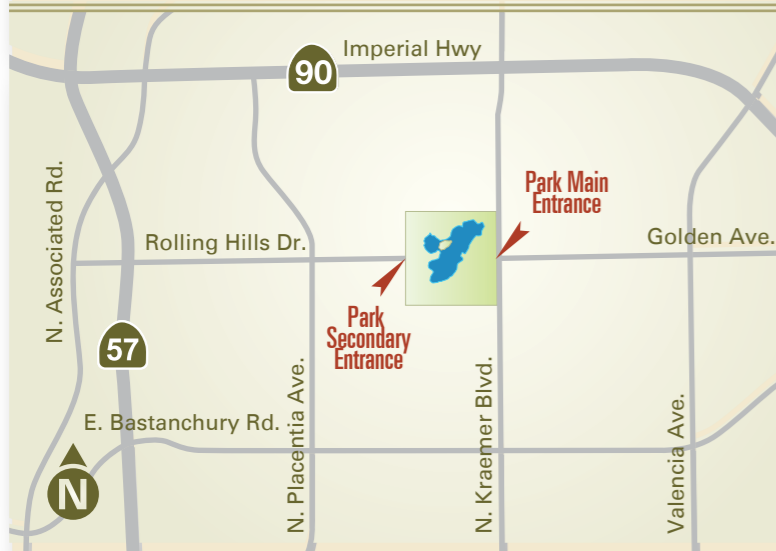 Imperial Hwy
90
N. Associated Rd.
Park Main
Entrance
Rolling Hills Dr.
Golden Ave.
Park
Secondary
Entrance
57
E. Bastanchury Rd.
N. Placentia Ave.
N. Kraemer Blvd.
Valencia Ave.
N